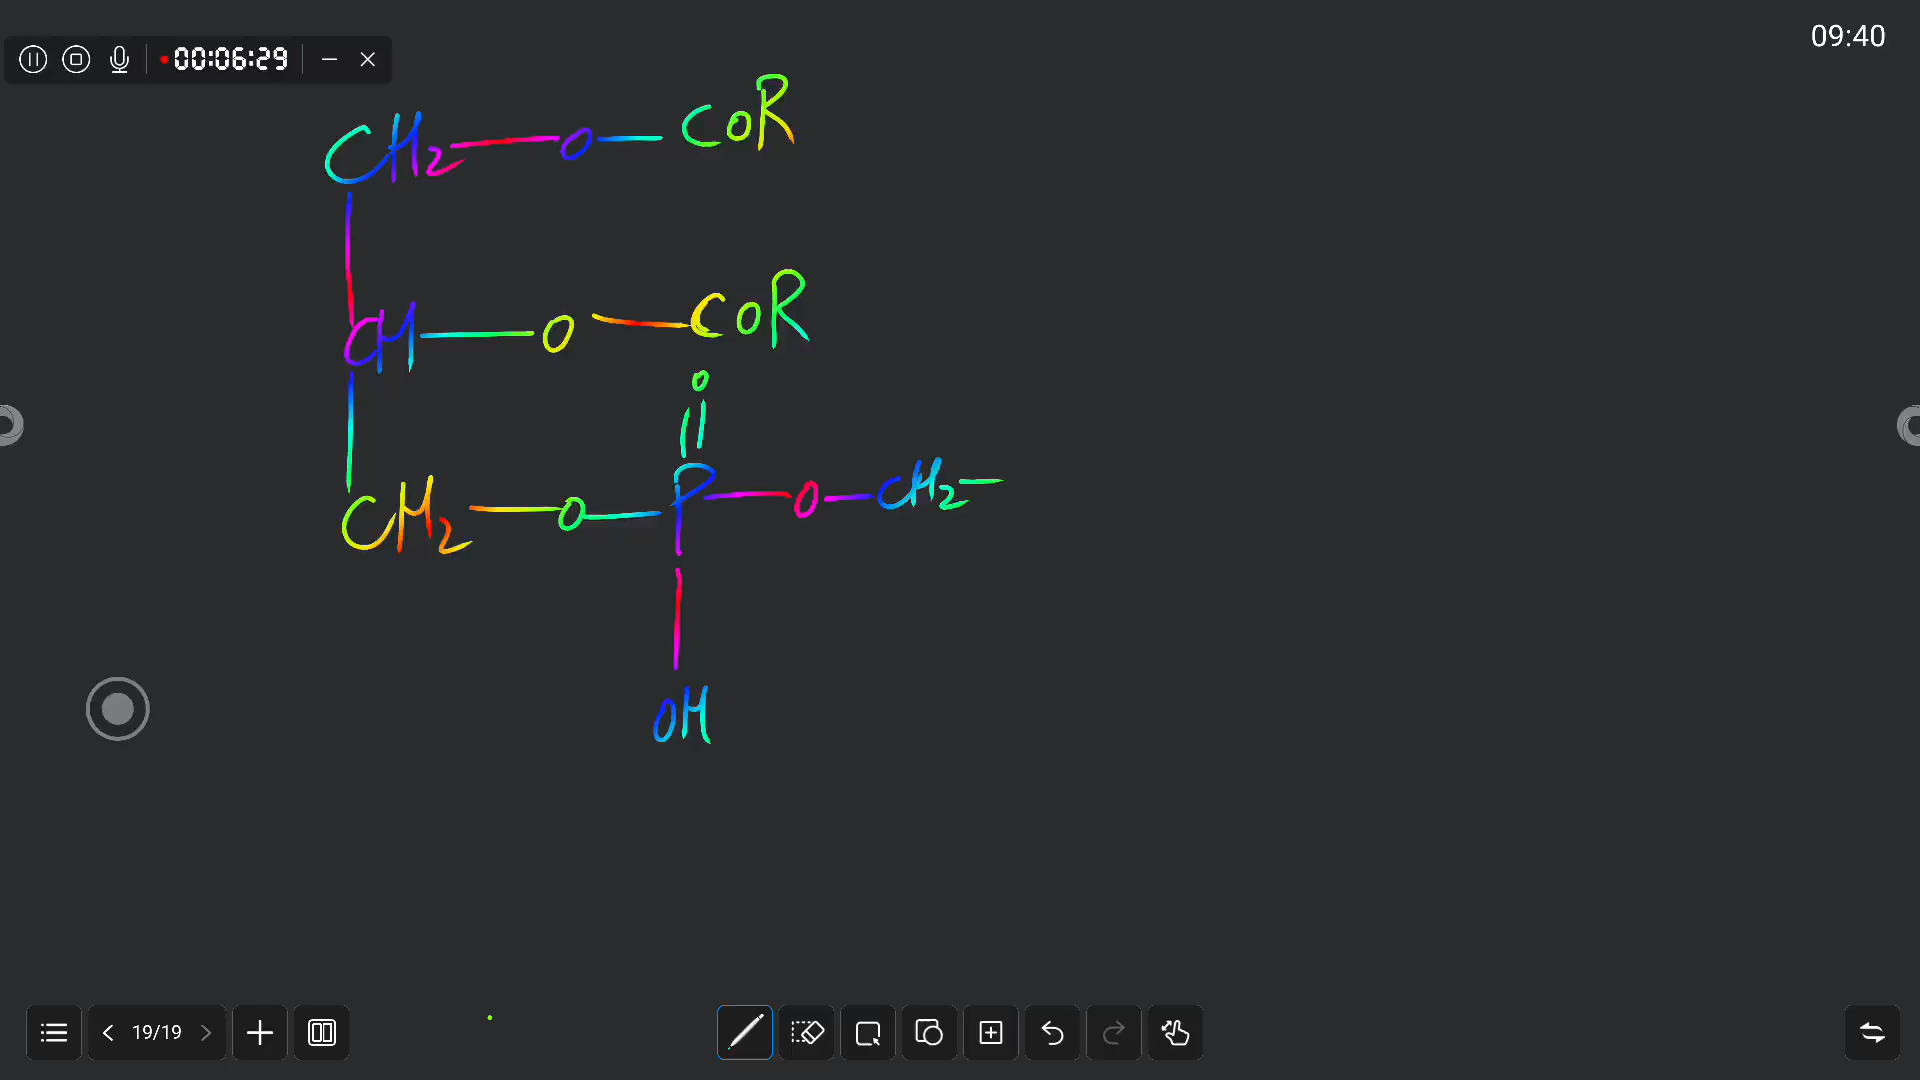 09:40
00:06:29
CH2—O—COR
CH—O—COR
O
CH2—O—P—O—CH2—
OH
19/19